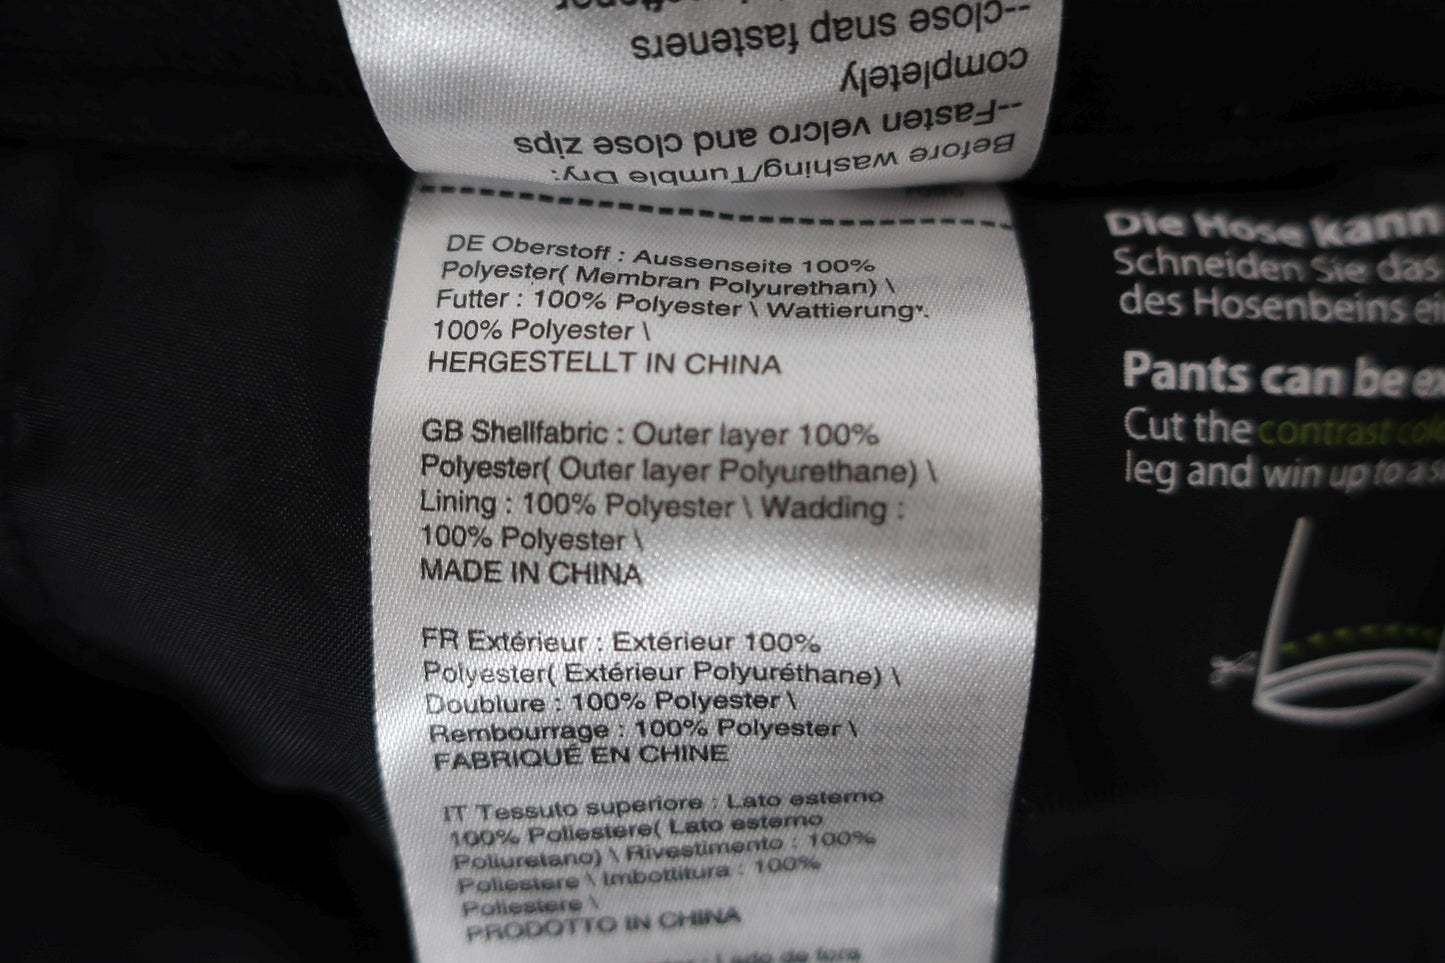 Before washing/Tumble Dry:
--Fasten velcro and close zips
completely
--close snap fasteners
DE Oberstoff : Aussenseite 100%
Polyester( Membran Polyurethan) \
Futter : 100% Polyester \ Wattierung :
100% Polyester \
HERGESTELLT IN CHINA
GB Shellfabric : Outer layer 100%
Polyester( Outer layer Polyurethane) \
Lining : 100% Polyester \ Wadding :
100% Polyester \
MADE IN CHINA
FR Extérieur : Extérieur 100%
Polyester( Extérieur Polyuréthane) \
Doublure : 100% Polyester \
Rembourrage : 100% Polyester \
FABRIQUÉ EN CHINE
IT Tessuto superiore : Lato esterno
100% Poliestere( Lato esterno
Poliuretano) \ Rivestimento : 100%
Poliestere \ Imbottitura : 100%
Poliestere \
PRODOTTO IN CHINA
Lado de fora
Die Hose kann
Schneiden Sie das
des Hosenbeins
Pants can be
Cut the contrast
leg and win up to a